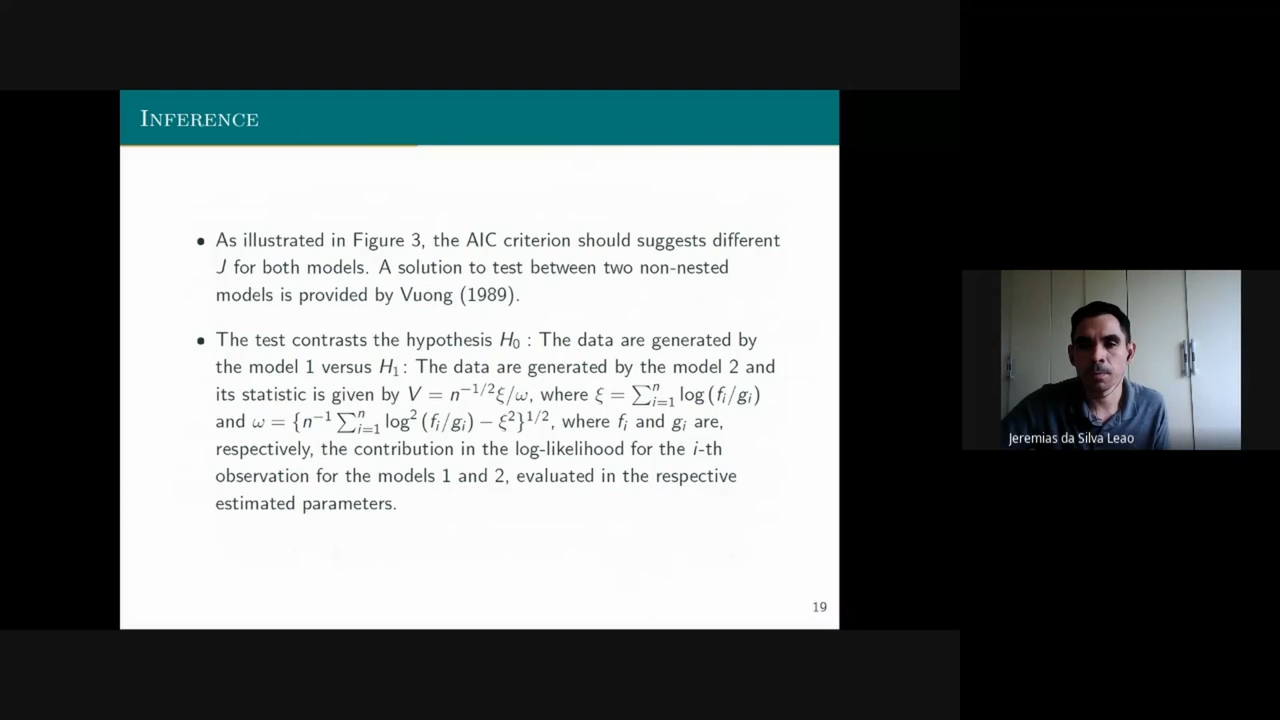 INFERENCE
• As illustrated in Figure 3, the AIC criterion should suggests different
J for both models. A solution to test between two non-nested
models is provided by Vuong (1989).
• The test contrasts the hypothesis H₀ : The data are generated by
the model 1 versus H₁: The data are generated by the model 2 and
its statistic is given by V = n^{-1/2}ξ/ω, where ξ = ∑_{i=1}^{n} log (f_i/g_i)
and ω = {n^{-1} ∑_{i=1}^{n} log² (f_i/g_i) − ξ²}^{1/2}, where f_i and g_i are,
respectively, the contribution in the log-likelihood for the i-th
observation for the models 1 and 2, evaluated in the respective
estimated parameters.
19
Jeremias da Silva Leao